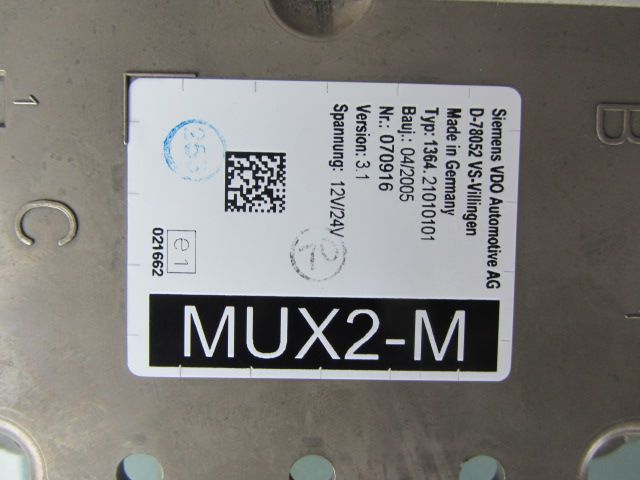 Siemens VDO Automotive AG
D-78052 VS-Villingen
Made in Germany
Typ: 1364.21010101
Bauj.: 04/2005
Nr.: 070916
Version: 3.1
Spannung: 12V/24V
e1
021662
MUX2-M
1
C
B